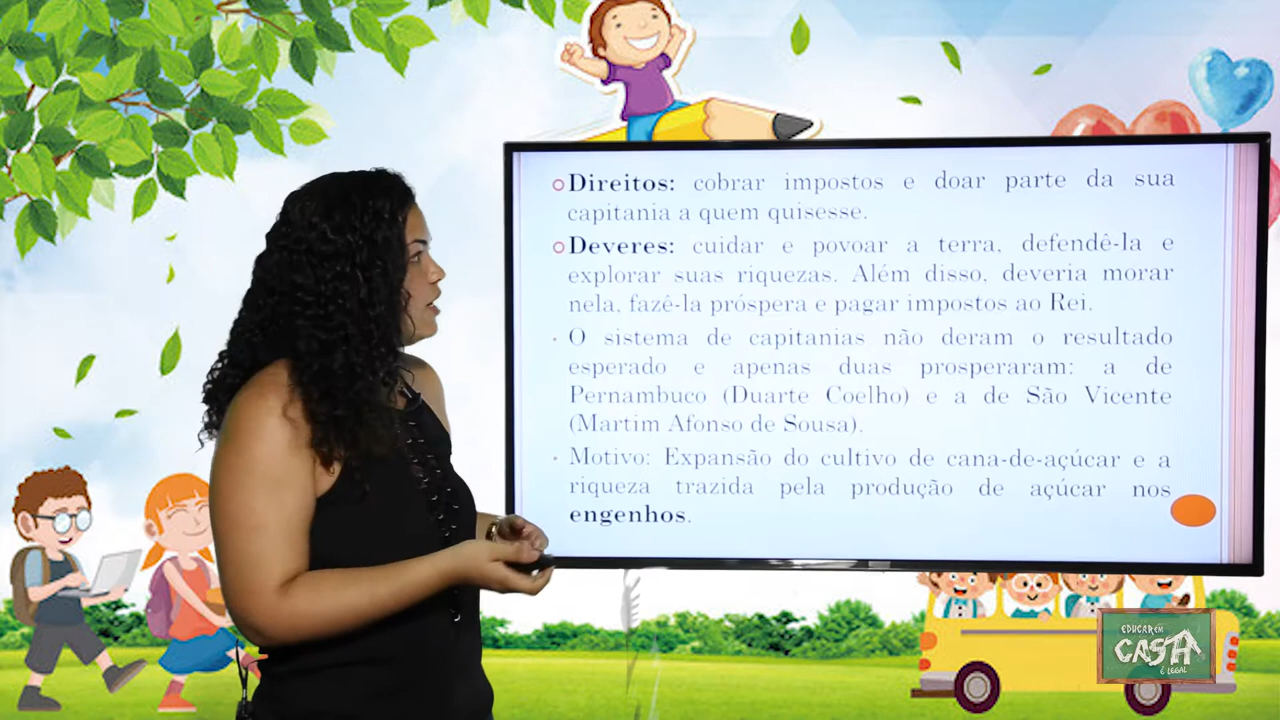 Direitos: cobrar impostos e doar parte da sua
capitania a quem quisesse.
Deveres: cuidar e povoar a terra, defendê-la e
explorar suas riquezas. Além disso, deveria morar
nela, fazê-la próspera e pagar impostos ao Rei.
O sistema de capitanias não deram o resultado
esperado e apenas duas prosperaram: a de
Pernambuco (Duarte Coelho) e a de São Vicente
(Martim Afonso de Sousa).
Motivo: Expansão do cultivo de cana-de-açúcar e a
riqueza trazida pela produção de açúcar nos
engenhos.
EDUCAR EM
CASA
É LEGAL